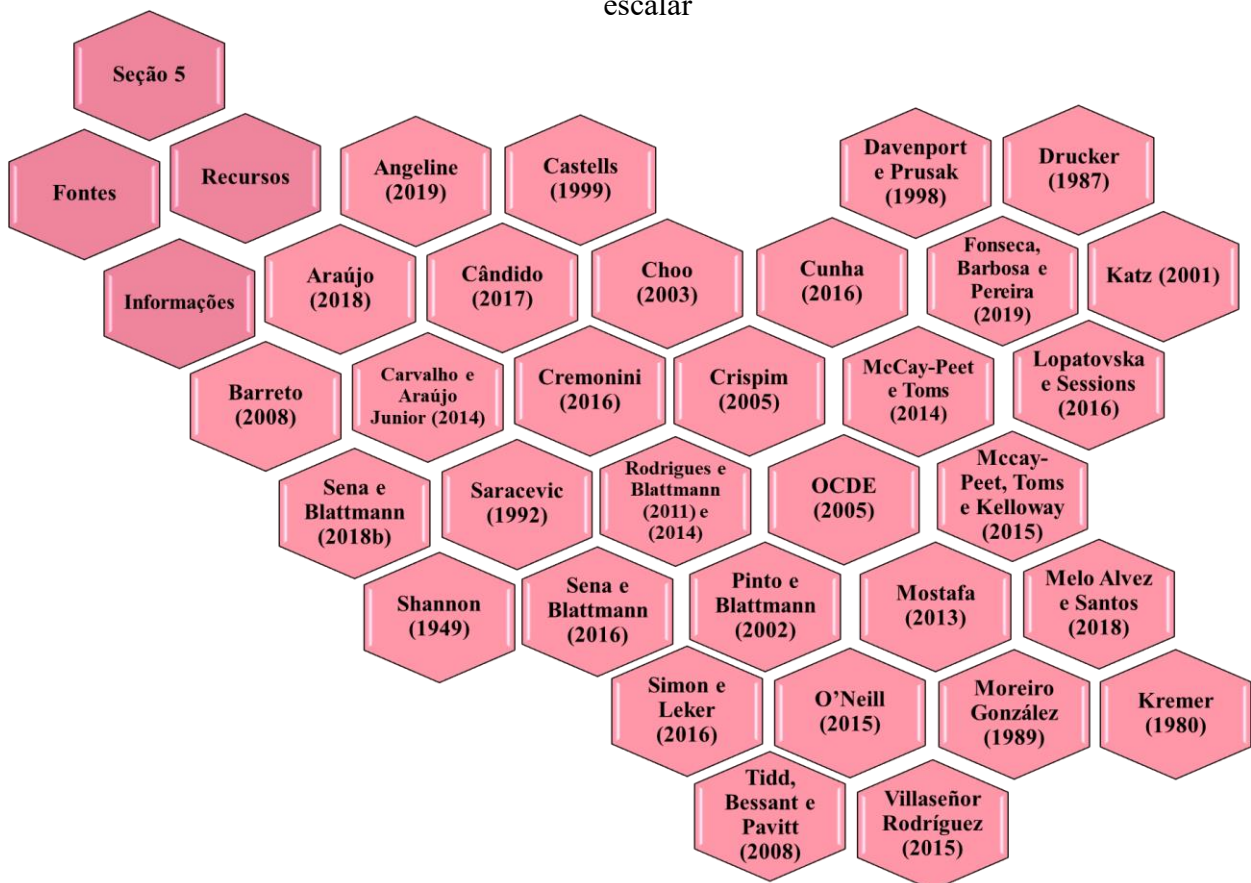 escalar
Seção 5
Fontes
Recursos
Informações
Angeline
(2019)
Castells
(1999)
Davenport
e Prusak
(1998)
Drucker
(1987)
Araújo
(2018)
Cândido
(2017)
Choo
(2003)
Cunha
(2016)
Fonseca,
Barbosa e
Pereira
(2019)
Katz (2001)
Barreto
(2008)
Carvalho e
Araújo
Junior (2014)
Cremonini
(2016)
Crispim
(2005)
McCay-Peet
e Toms
(2014)
Lopatovska
e Sessions
(2016)
Sena e
Blattmann
(2018b)
Saracevic
(1992)
Rodrigues e
Blattmann
(2011) e
(2014)
OCDE
(2005)
Mccay-
Peet, Toms
e Kelloway
(2015)
Shannon
(1949)
Sena e
Blattmann
(2016)
Pinto e
Blattmann
(2002)
Mostafa
(2013)
Melo Alvez
e Santos
(2018)
Simon e
Leker
(2016)
O’Neill
(2015)
Moreiro
González
(1989)
Kremer
(1980)
Tidd,
Bessant e
Pavitt
(2008)
Villaseñor
Rodríguez
(2015)